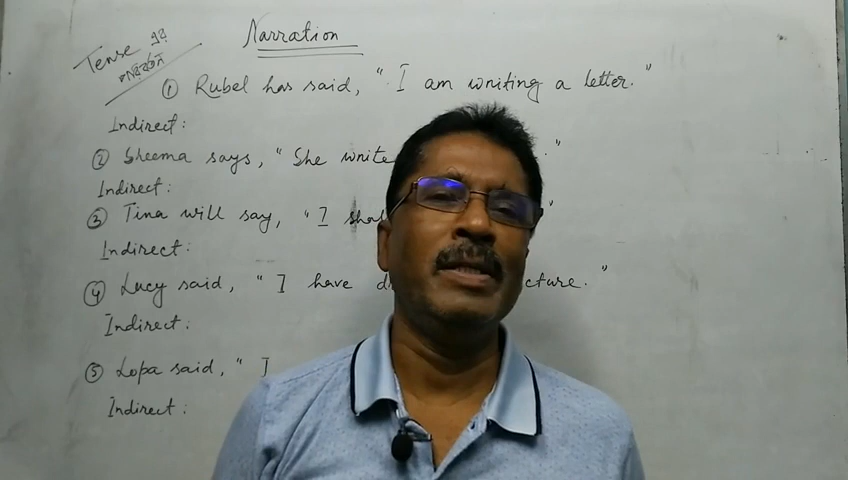 Narration
Tense এর
পরিবর্তন
① Rubel has said, "I am writing a letter."
Indirect:
② Sheema says, "She write "
Indirect:
③ Tina will say, "I "
Indirect:
④ Lucy said, "I have cture."
Indirect:
⑤ Lopa said, "I
Indirect: